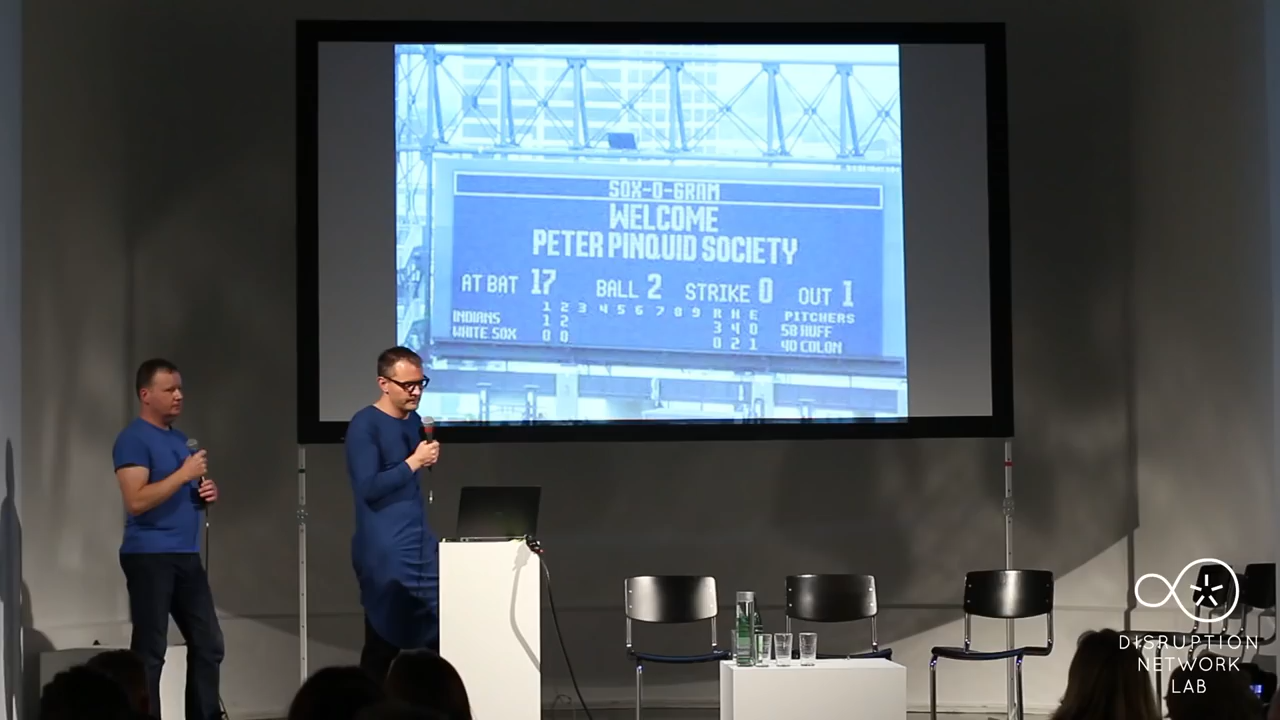 SOX-O-GRAM
WELCOME
PETER PINQUID SOCIETY
AT BAT 17 BALL 2 STRIKE 0 OUT 1
1 2 3 4 5 6 7 8 9 R H E PITCHERS
INDIANS 1 2 3 4 0 58 HUFF
WHITE SOX 0 0 0 2 1 40 COLON
DISRUPTION
NETWORK
LAB